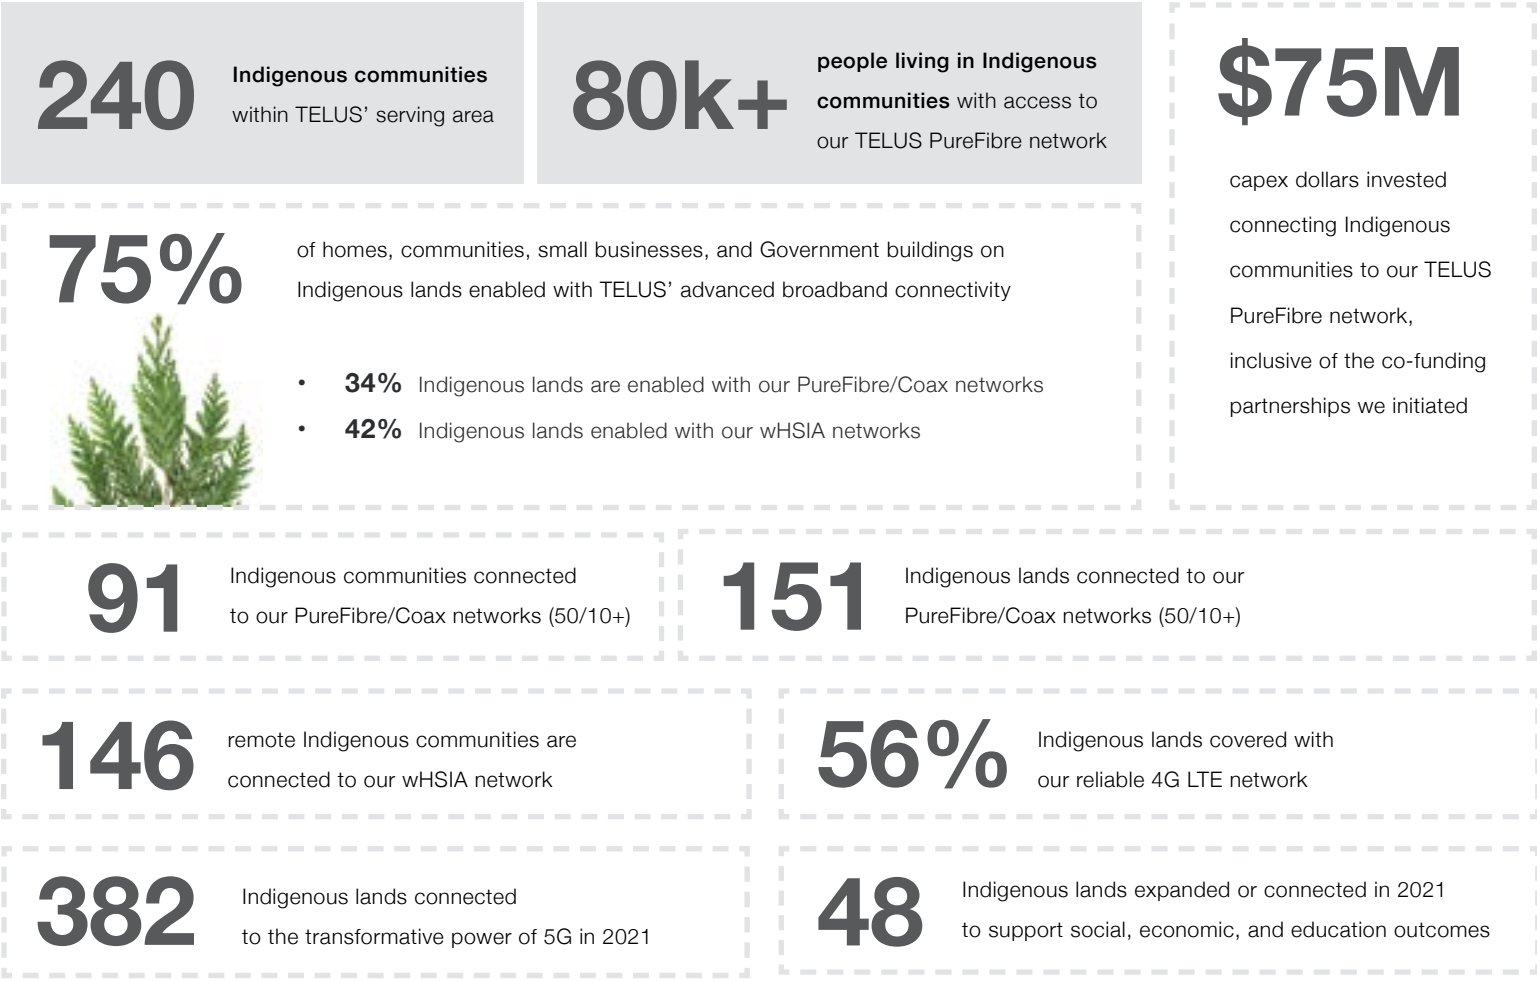 240
Indigenous communities
within TELUS’ serving area
80k+
people living in Indigenous
communities with access to
our TELUS PureFibre network
$75M
capex dollars invested
connecting Indigenous
communities to our TELUS
PureFibre network,
inclusive of the co-funding
partnerships we initiated
75%
of homes, communities, small businesses, and Government buildings on
Indigenous lands enabled with TELUS’ advanced broadband connectivity
• 34% Indigenous lands are enabled with our PureFibre/Coax networks
• 42% Indigenous lands enabled with our wHSIA networks
91
Indigenous communities connected
to our PureFibre/Coax networks (50/10+)
151
Indigenous lands connected to our
PureFibre/Coax networks (50/10+)
146
remote Indigenous communities are
connected to our wHSIA network
56%
Indigenous lands covered with
our reliable 4G LTE network
382
Indigenous lands connected
to the transformative power of 5G in 2021
48
Indigenous lands expanded or connected in 2021
to support social, economic, and education outcomes